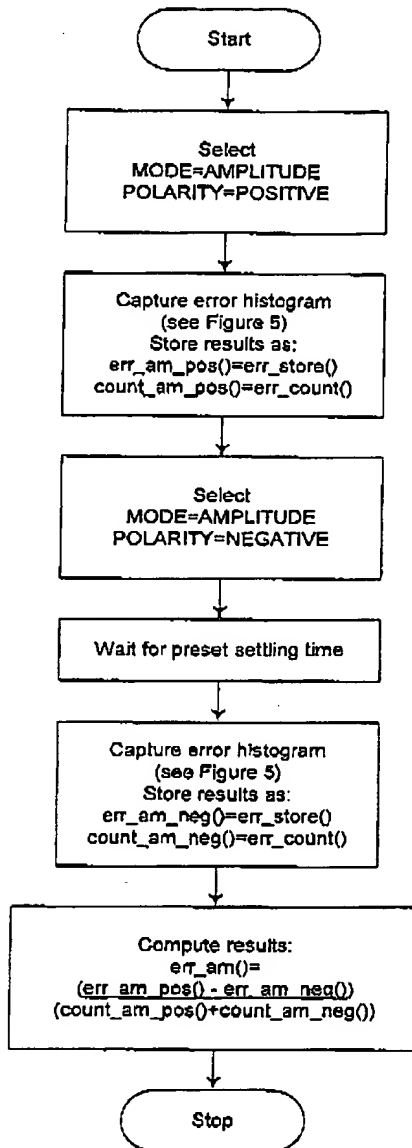 Start
Select
MODE=AMPLITUDE
POLARITY=POSITIVE
Capture error histogram
(see Figure 5)
Store results as:
err_am_pos()=err_store()
count_am_pos()=err_count()
Select
MODE=AMPLITUDE
POLARITY=NEGATIVE
Wait for preset settling time
Capture error histogram
(see Figure 5)
Store results as:
err_am_neg()=err_store()
count_am_neg()=err_count()
Compute results:
err_am()=
(err_am_pos() - err_am_neg())
(count_am_pos()+count_am_neg())
Stop